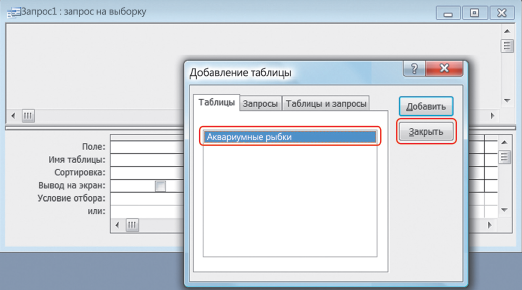 Запрос1 : запрос на выборку
Добавление таблицы
Таблицы
Запросы
Таблицы и запросы
Аквариумные рыбки
Добавить
Закрыть
Поле:
Имя таблицы:
Сортировка:
Вывод на экран:
Условие отбора:
или: